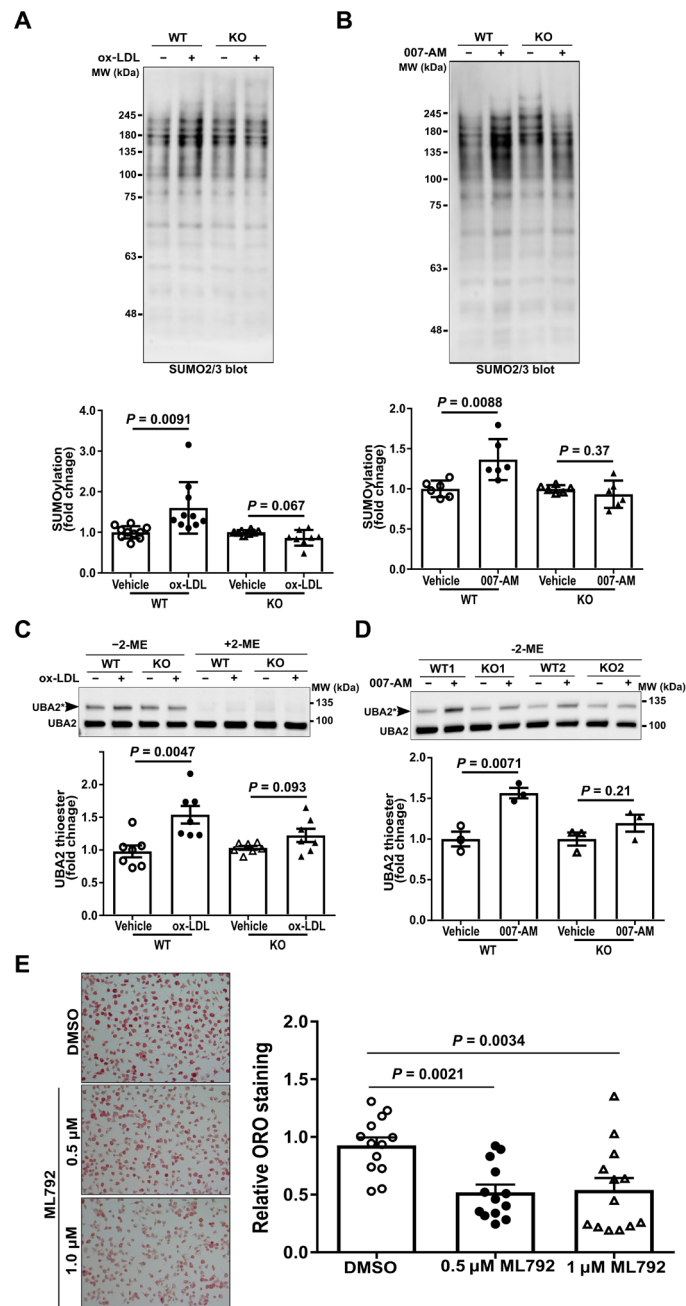 A
WT KO
ox-LDL − + − +
MW (kDa)
245
180
135
100
75
63
48
SUMO2/3 blot
SUMOylation
(fold chnage)
4.0
3.0
2.0
1.0
0.0
P = 0.0091
P = 0.067
Vehicle ox-LDL Vehicle ox-LDL
WT KO
B
WT KO
007-AM − + − +
MW (kDa)
245
180
135
100
75
63
48
SUMO2/3 blot
SUMOylation
(fold chnage)
2.0
1.5
1.0
0.5
0.0
P = 0.0088
P = 0.37
Vehicle 007-AM Vehicle 007-AM
WT KO
C
−2-ME +2-ME
WT KO WT KO
ox-LDL − + − + − + − +
MW (kDa)
UBA2* 135
UBA2 100
UBA2 thioester
(fold chnage)
2.5
2.0
1.5
1.0
0.5
0.0
P = 0.0047
P = 0.093
Vehicle ox-LDL Vehicle ox-LDL
WT KO
D
-2-ME
WT1 KO1 WT2 KO2
007-AM − + − + − + − +
MW (kDa)
UBA2* 135
UBA2 100
UBA2 thioester
(fold chnage)
2.0
1.5
1.0
0.5
0.0
P = 0.0071
P = 0.21
Vehicle 007-AM Vehicle 007-AM
WT KO
E
DMSO
ML792
0.5 µM
1.0 µM
Relative ORO staining
2.0
1.5
1.0
0.5
0.0
P = 0.0034
P = 0.0021
DMSO 0.5 µM ML792 1 µM ML792